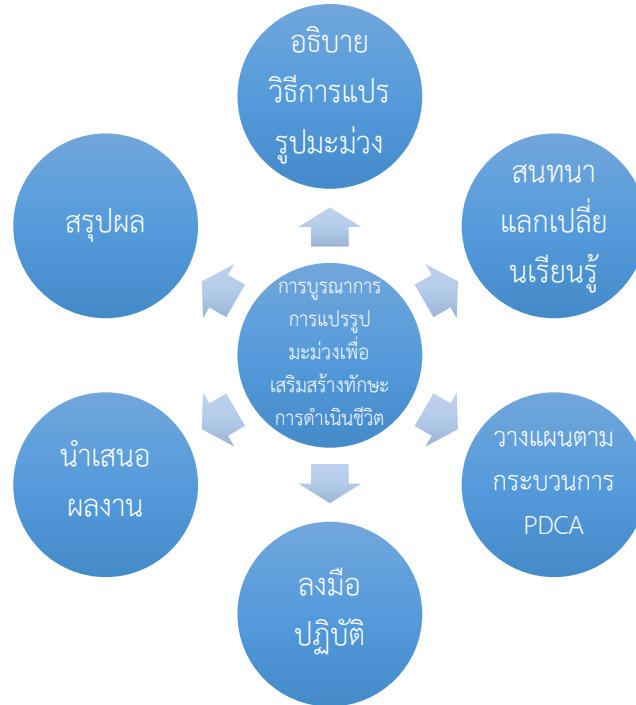 อธิบาย
วิธีการแปร
รูปมะม่วง
สนทนา
แลกเปลี่ย
นเรียนรู้
วางแผนตาม
กระบวนการ
PDCA
ลงมือ
ปฏิบัติ
นำเสนอ
ผลงาน
สรุปผล
การบูรณาการ
การแปรรูป
มะม่วงเพื่อ
เสริมสร้างทักษะ
การดำเนินชีวิต